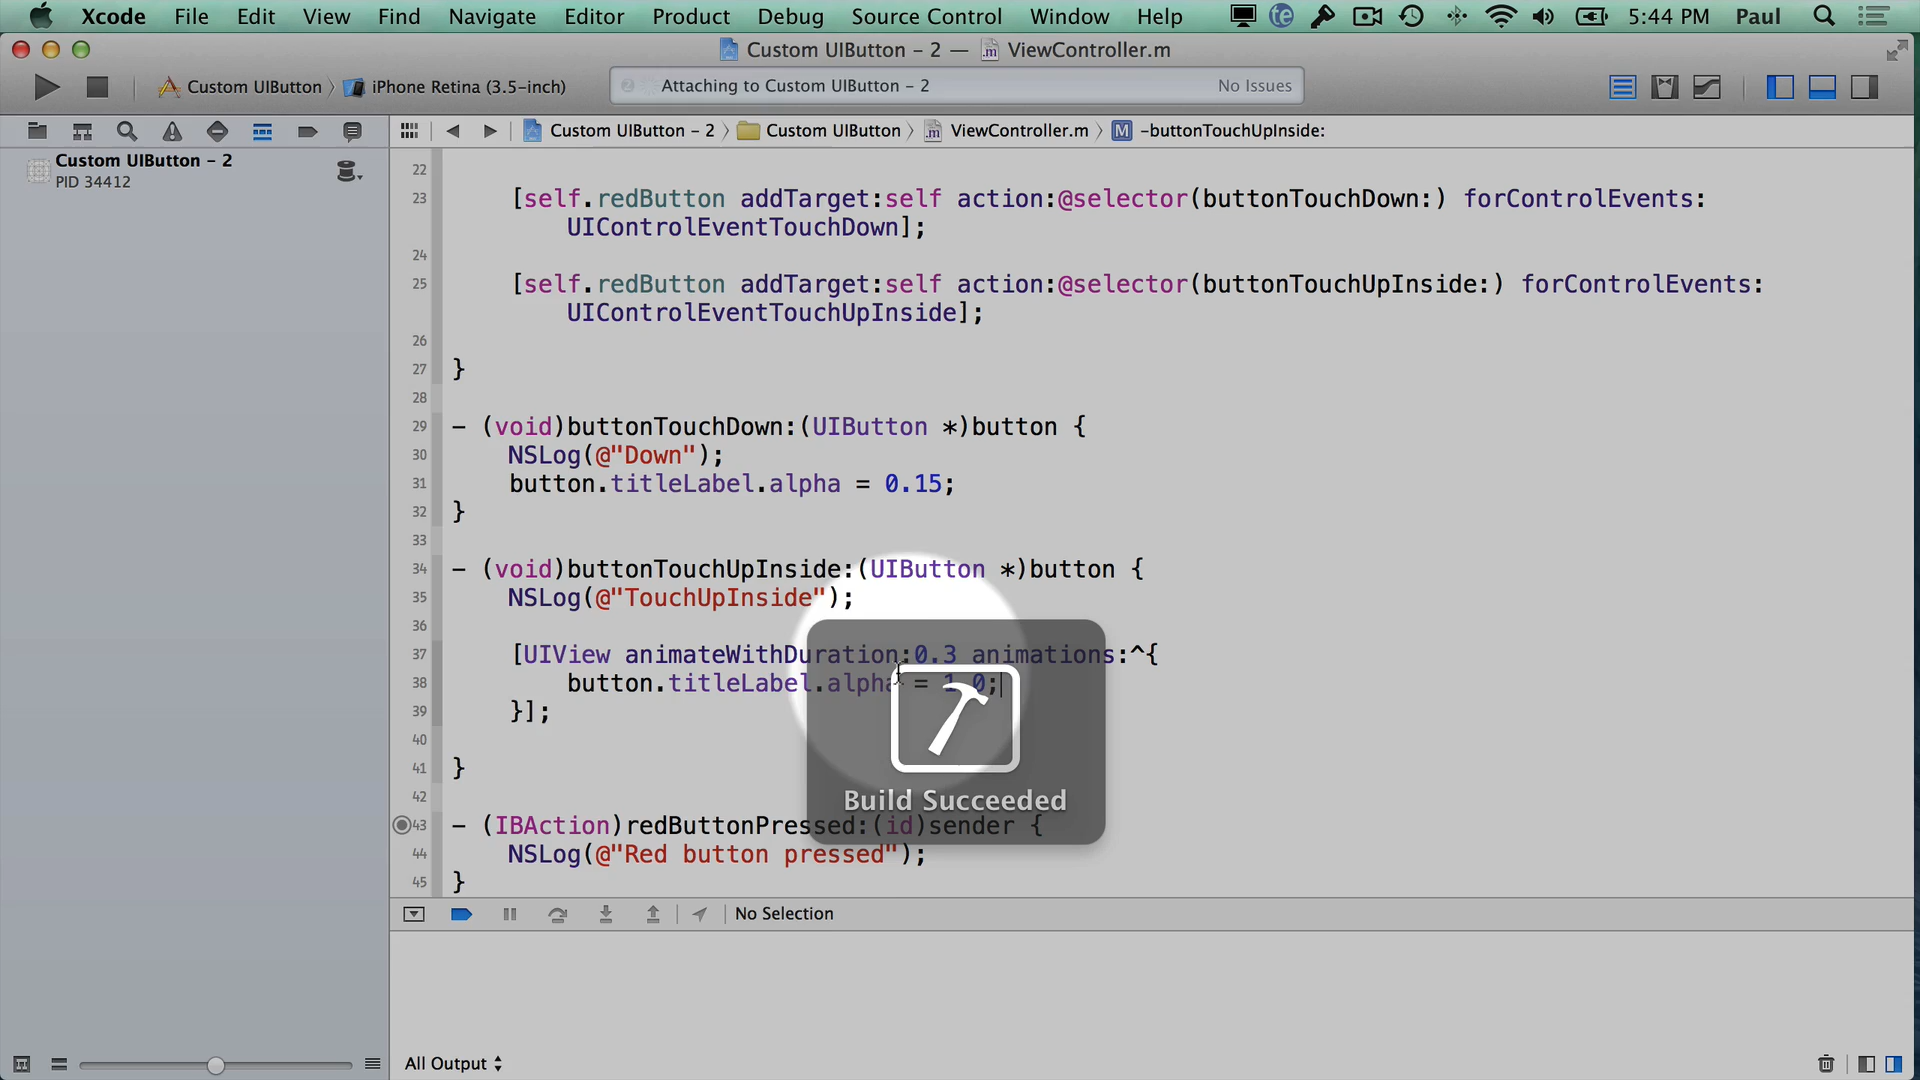 Xcode File Edit View Find Navigate Editor Product Debug Source Control Window Help 5:44 PM Paul
Custom UIButton – 2 — ViewController.m
Custom UIButton iPhone Retina (3.5-inch) Attaching to Custom UIButton – 2 No Issues
Custom UIButton – 2 Custom UIButton ViewController.m M -buttonTouchUpInside:
Custom UIButton – 2
PID 34412
22
23 [self.redButton addTarget:self action:@selector(buttonTouchDown:) forControlEvents:
UIControlEventTouchDown];
24
25 [self.redButton addTarget:self action:@selector(buttonTouchUpInside:) forControlEvents:
UIControlEventTouchUpInside];
26
27 }
28
29 – (void)buttonTouchDown:(UIButton *)button {
30 NSLog(@"Down");
31 button.titleLabel.alpha = 0.15;
32 }
33
34 – (void)buttonTouchUpInside:(UIButton *)button {
35 NSLog(@"TouchUpInside");
36
37 [UIView animateWithDuration:0.3 animations:^{
38 button.titleLabel.alpha = 1.0;
39 }];
40
41 }
42
Build Succeeded
43 – (IBAction)redButtonPressed:(id)sender {
44 NSLog(@"Red button pressed");
45 }
No Selection
All Output